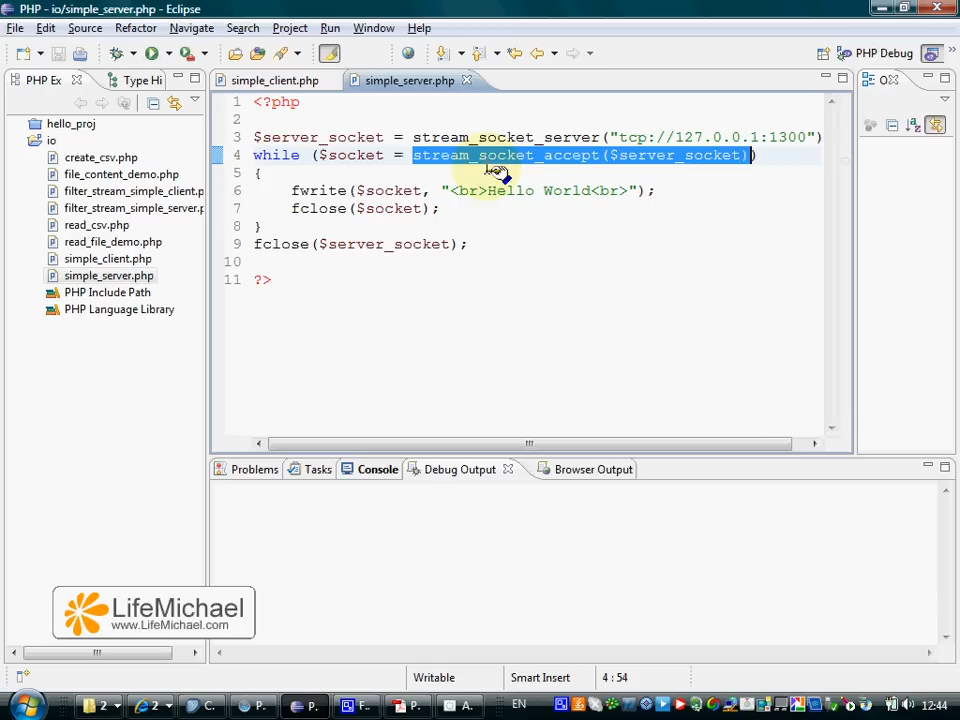 PHP - io/simple_server.php - Eclipse
File Edit Source Refactor Navigate Search Project Run Window Help
PHP Debug
PHP Ex
Type Hi
simple_client.php
simple_server.php
O
hello_proj
io
create_csv.php
file_content_demo.php
filter_stream_simple_client.p
filter_stream_simple_server.p
read_csv.php
read_file_demo.php
simple_client.php
simple_server.php
PHP Include Path
PHP Language Library
1 <?php
2
3 $server_socket = stream_socket_server("tcp://127.0.0.1:1300")
4 while ($socket = stream_socket_accept($server_socket))
5 {
6 fwrite($socket, "<br>Hello World<br>");
7 fclose($socket);
8 }
9 fclose($server_socket);
10
11 ?>
Problems Tasks Console Debug Output Browser Output
LifeMichael
www.LifeMichael.com
Writable Smart Insert 4 : 54
2 2 C. P. P. F.. P.. A.. EN 12:44